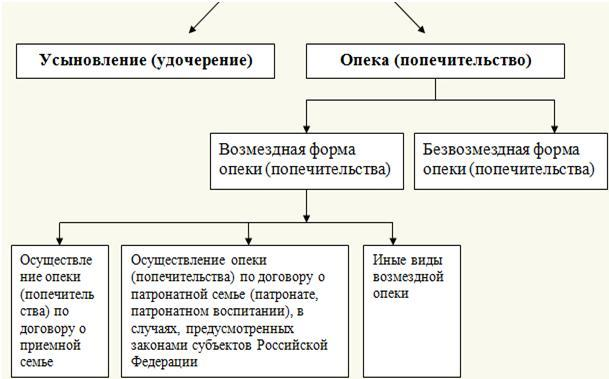 Усыновление (удочерение)
Опека (попечительство)
Возмездная форма
опеки (попечительства)
Безвозмездная форма
опеки (попечительства)
Осуществле
ние опеки
(попечитель
ства) по
договору о
приемной
семье
Осуществление опеки
(попечительства) по договору о
патронатной семье (патронате,
патронатном воспитании), в
случаях, предусмотренных
законами субъектов Российской
Федерации
Иные виды
возмездной
опеки